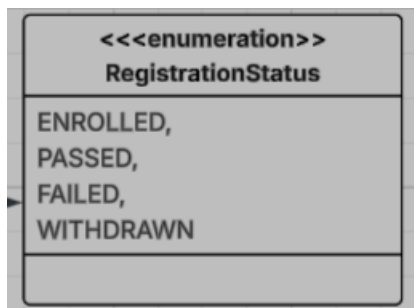 <<<enumeration>>
RegistrationStatus
ENROLLED,
PASSED,
FAILED,
WITHDRAWN